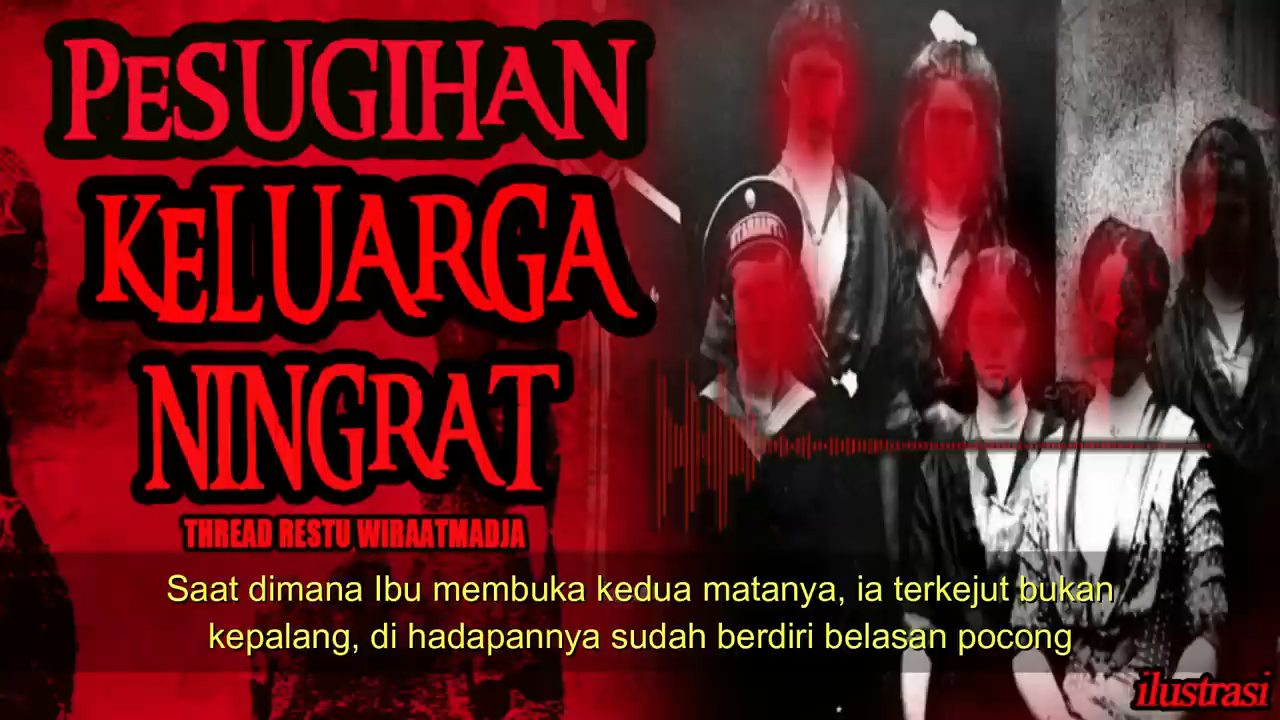 PESUGIHAN
KELUARGA
NINGRAT
THREAD RESTU WIRAATMADJA
Saat dimana Ibu membuka kedua matanya, ia terkejut bukan
kepalang, di hadapannya sudah berdiri belasan pocong
ilustrasi